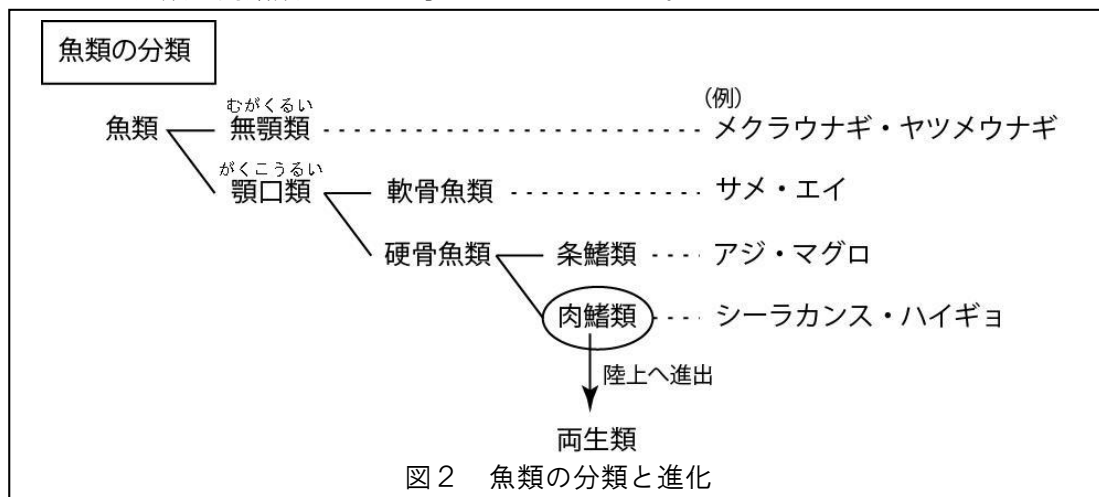 魚類の分類
(例)
むがくるい
魚類 無顎類 メクラウナギ・ヤツメウナギ
がくこうるい
顎口類 軟骨魚類 サメ・エイ
硬骨魚類 条鰭類 アジ・マグロ
肉鰭類 シーラカンス・ハイギョ
陸上へ進出
両生類
図2 魚類の分類と進化